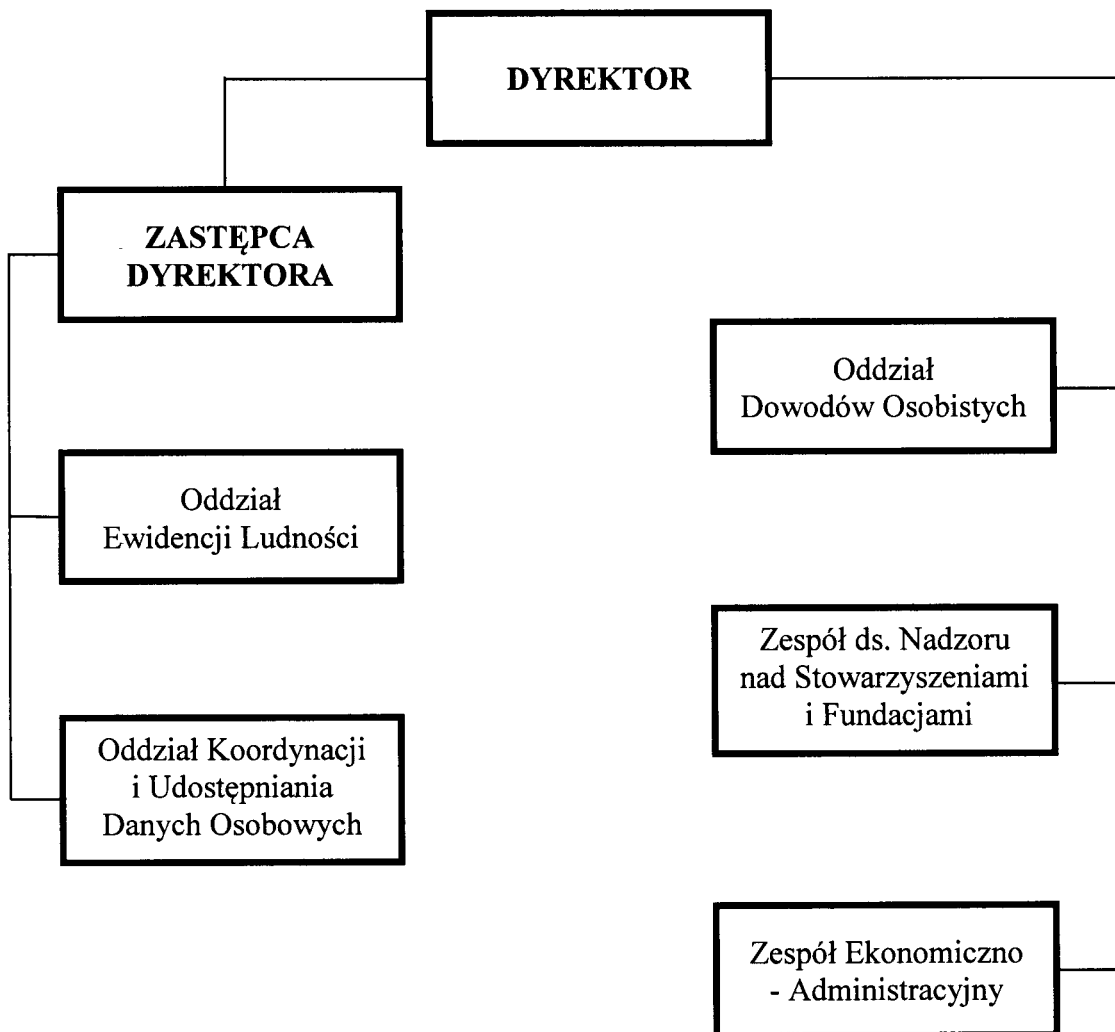 DYREKTOR
ZASTĘPCA
DYREKTORA
Oddział
Dowodów Osobistych
Oddział
Ewidencji Ludności
Zespół ds. Nadzoru
nad Stowarzyszeniami
i Fundacjami
Oddział Koordynacji
i Udostępniania
Danych Osobowych
Zespół Ekonomiczno
- Administracyjny